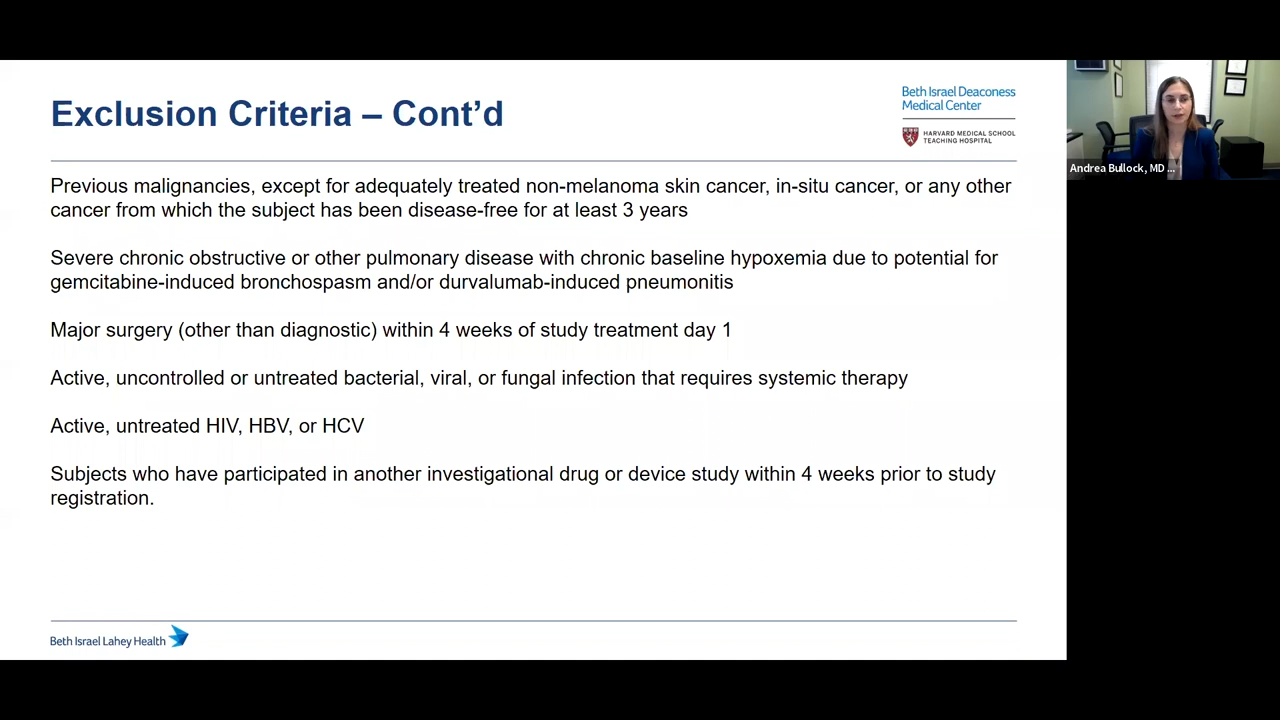 Exclusion Criteria – Cont’d
Beth Israel Deaconess
Medical Center
HARVARD MEDICAL SCHOOL
TEACHING HOSPITAL
Previous malignancies, except for adequately treated non-melanoma skin cancer, in-situ cancer, or any other
cancer from which the subject has been disease-free for at least 3 years
Severe chronic obstructive or other pulmonary disease with chronic baseline hypoxemia due to potential for
gemcitabine-induced bronchospasm and/or durvalumab-induced pneumonitis
Major surgery (other than diagnostic) within 4 weeks of study treatment day 1
Active, uncontrolled or untreated bacterial, viral, or fungal infection that requires systemic therapy
Active, untreated HIV, HBV, or HCV
Subjects who have participated in another investigational drug or device study within 4 weeks prior to study
registration.
Beth Israel Lahey Health
Andrea Bullock, MD ...